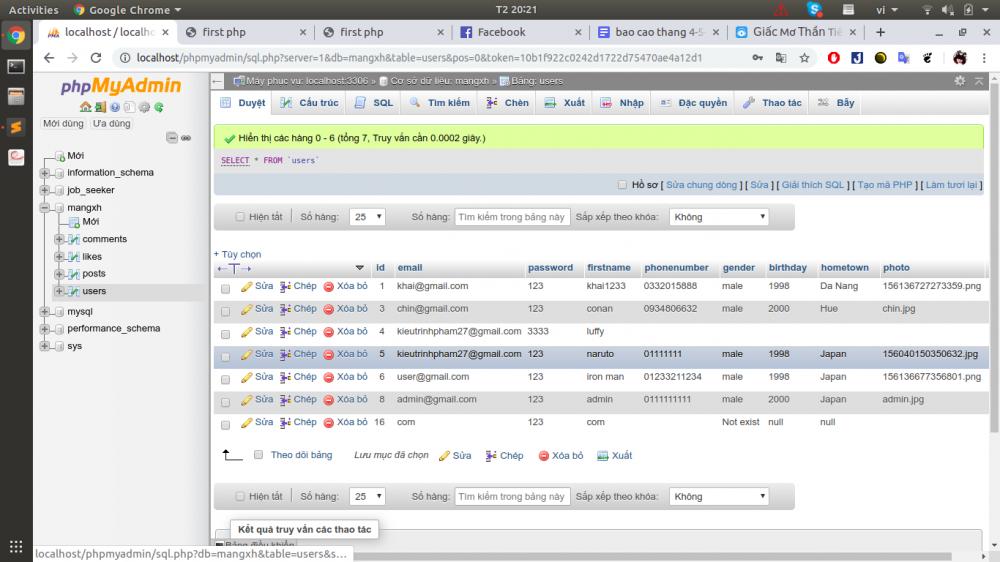 Activities Google Chrome T2 20:21 vi
localhost / localho first php first php Facebook bao cao thang 4-5- Giấc Mơ Thần Tiê
localhost/phpmyadmin/sql.php?server=1&db=mangxh&table=users&pos=0&token=10b1f922c0242d1722d75470ae4a12d1
phpMyAdmin
Mới dùng Ưa dùng
Mới
information_schema
job_seeker
mangxh
Mới
comments
likes
posts
users
mysql
performance_schema
sys
Máy phục vụ: localhost:3306 » Cơ sở dữ liệu: mangxh » Bảng: users
Duyệt Cấu trúc SQL Tìm kiếm Chèn Xuất Nhập Đặc quyền Thao tác Bẫy
Hiển thị các hàng 0 - 6 (tổng 7, Truy vấn cần 0.0002 giây.)
SELECT * FROM `users`
Hồ sơ [ Sửa chung dòng ] [ Sửa ] [ Giải thích SQL ] [ Tạo mã PHP ] [ Làm tươi lại ]
Hiện tất Số hàng: 25 Số hàng: Tìm kiếm trong bảng này Sắp xếp theo khóa: Không
+ Tùy chọn
id email password firstname phonenumber gender birthday hometown photo
Sửa Chép Xóa bỏ 1 khai@gmail.com 123 khai1233 0332015888 male 1998 Da Nang 156136727273359.png
Sửa Chép Xóa bỏ 3 chin@gmail.com 123 conan 0934806632 male 2000 Hue chin.jpg
Sửa Chép Xóa bỏ 4 kieutrinhpham27@gmail.com 3333 luffy
Sửa Chép Xóa bỏ 5 kieutrinhpham27@gmail.com 123 naruto 01111111 male 1998 Japan 156040150350632.jpg
Sửa Chép Xóa bỏ 6 user@gmail.com 123 iron man 01233211234 male 1998 Japan 156136677356801.png
Sửa Chép Xóa bỏ 8 admin@gmail.com 123 admin 0111111111 male 2000 Japan admin.jpg
Sửa Chép Xóa bỏ 16 com 123 com Not exist null null
Theo dõi bảng Lưu mục đã chọn Sửa Chép Xóa bỏ Xuất
Hiện tất Số hàng: 25 Số hàng: Tìm kiếm trong bảng này Sắp xếp theo khóa: Không
Kết quả truy vấn các thao tác
Bảng điều khiển
localhost/phpmyadmin/sql.php?db=mangxh&table=users&s…